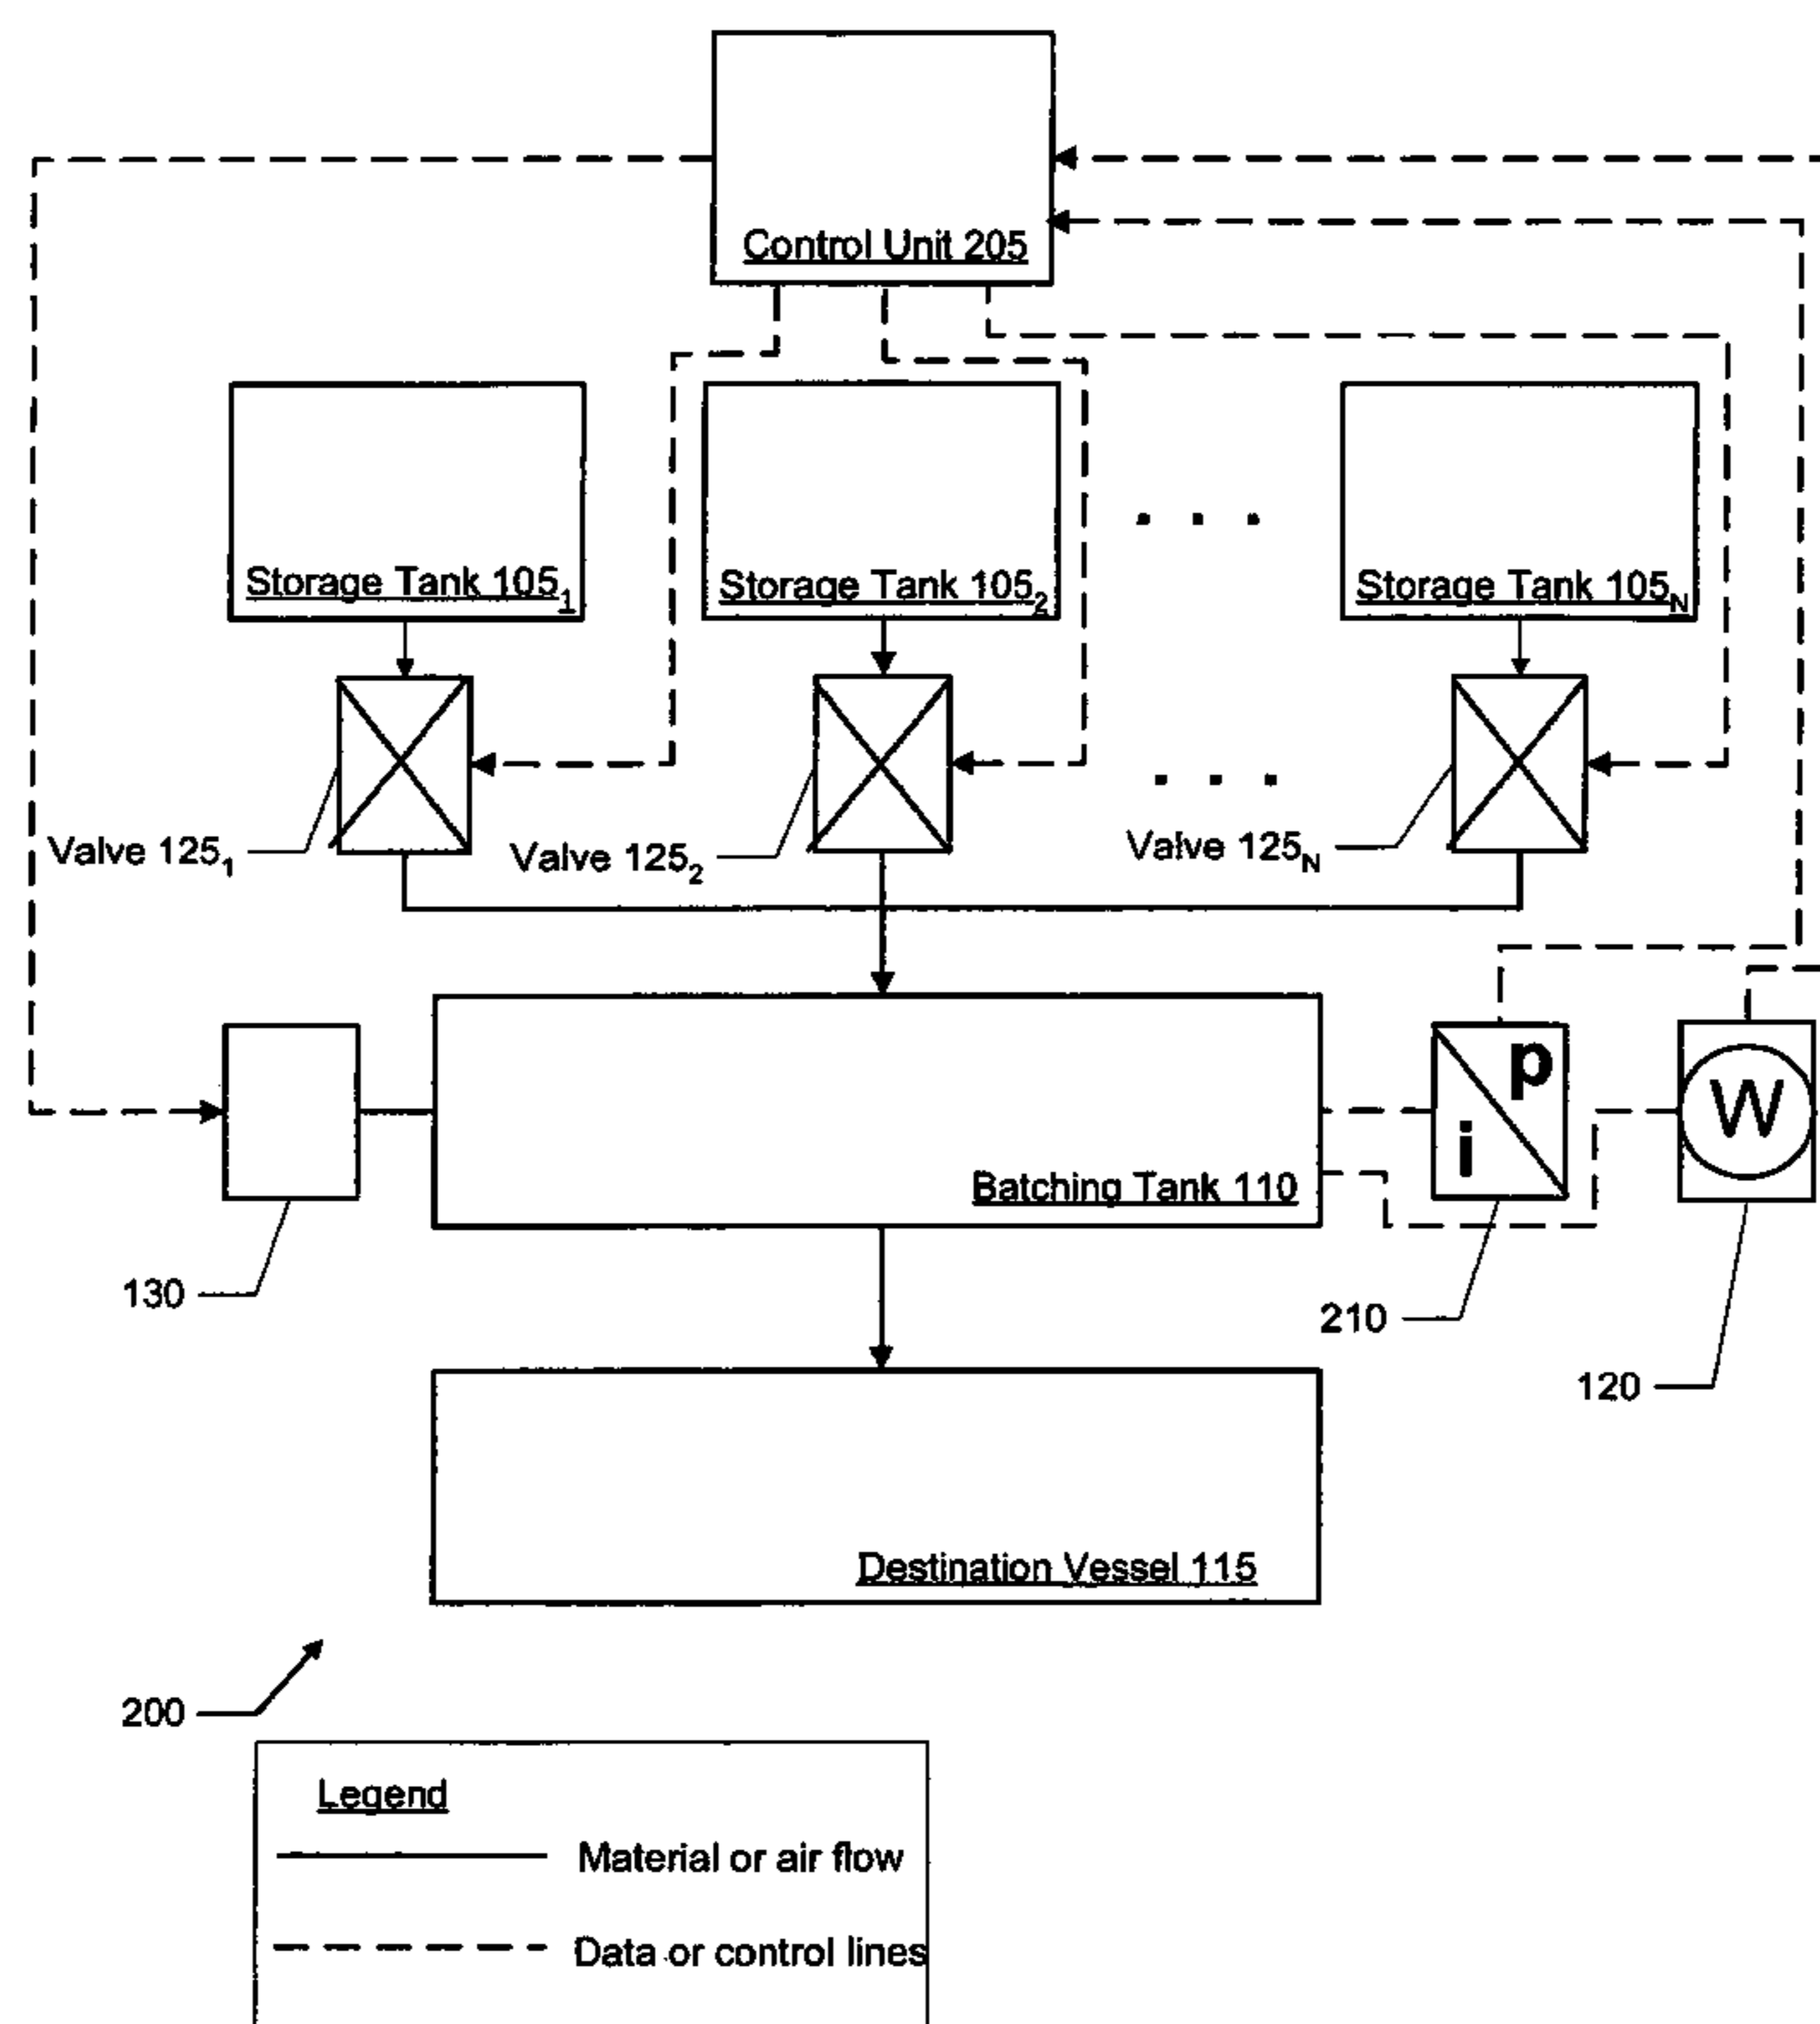 Control Unit 205
Storage Tank 105₁
Storage Tank 105₂
. . .
Storage Tank 105N
Valve 125₁
Valve 125₂
. . .
Valve 125N
p
i
W
Batching Tank 110
130
210
120
Destination Vessel 115
200
Legend
Material or air flow
Data or control lines